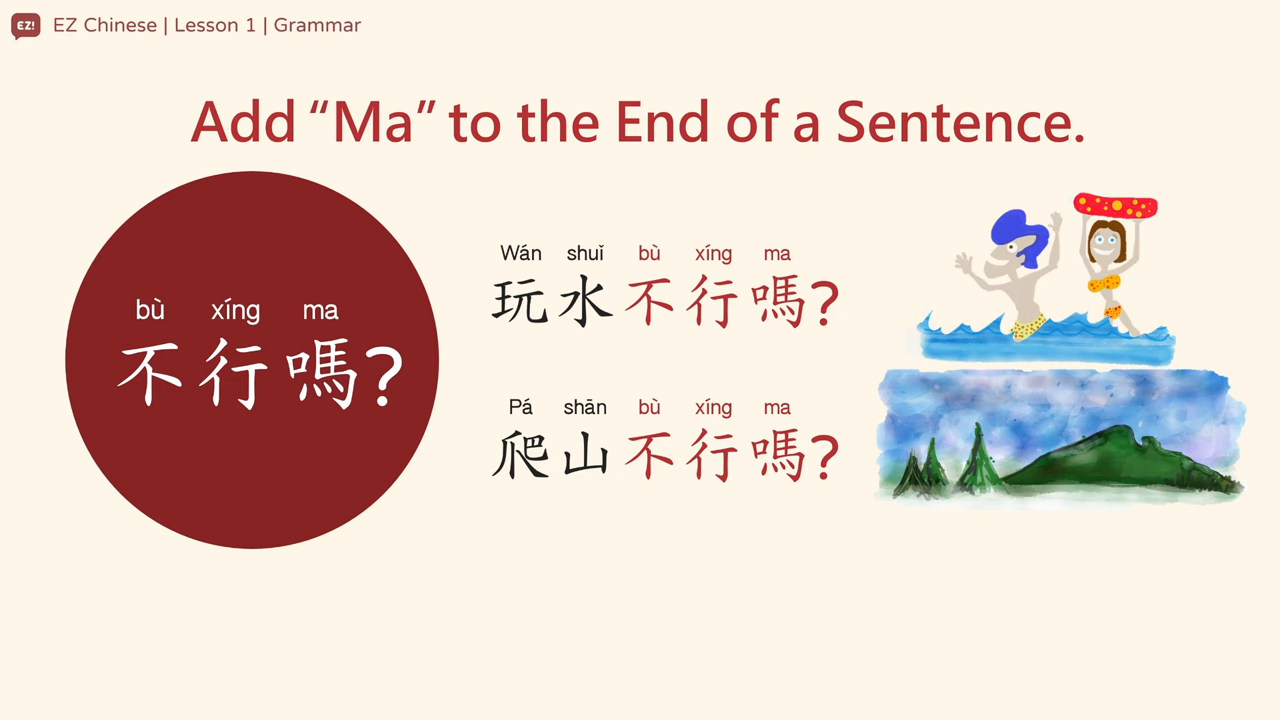 EZ! EZ Chinese | Lesson 1 | Grammar
Add “Ma” to the End of a Sentence.
bù xíng ma
不行嗎?
Wán shuǐ bù xíng ma
玩水不行嗎?
Pá shān bù xíng ma
爬山不行嗎?